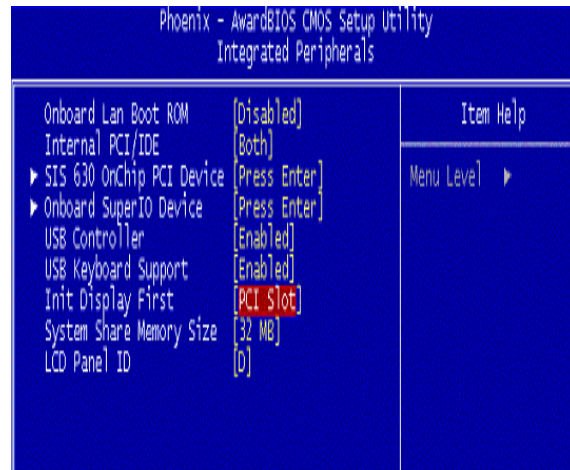 Phoenix - AwardBIOS CMOS Setup Utility
Integrated Peripherals
Onboard Lan Boot ROM [Disabled]
Internal PCI/IDE [Both]
SIS 630 OnChip PCI Device [Press Enter]
Onboard SuperIO Device [Press Enter]
USB Controller [Enabled]
USB Keyboard Support [Enabled]
Init Display First [PCI Slot]
System Share Memory Size [32 MB]
LCD Panel ID [D]
Item Help
Menu Level